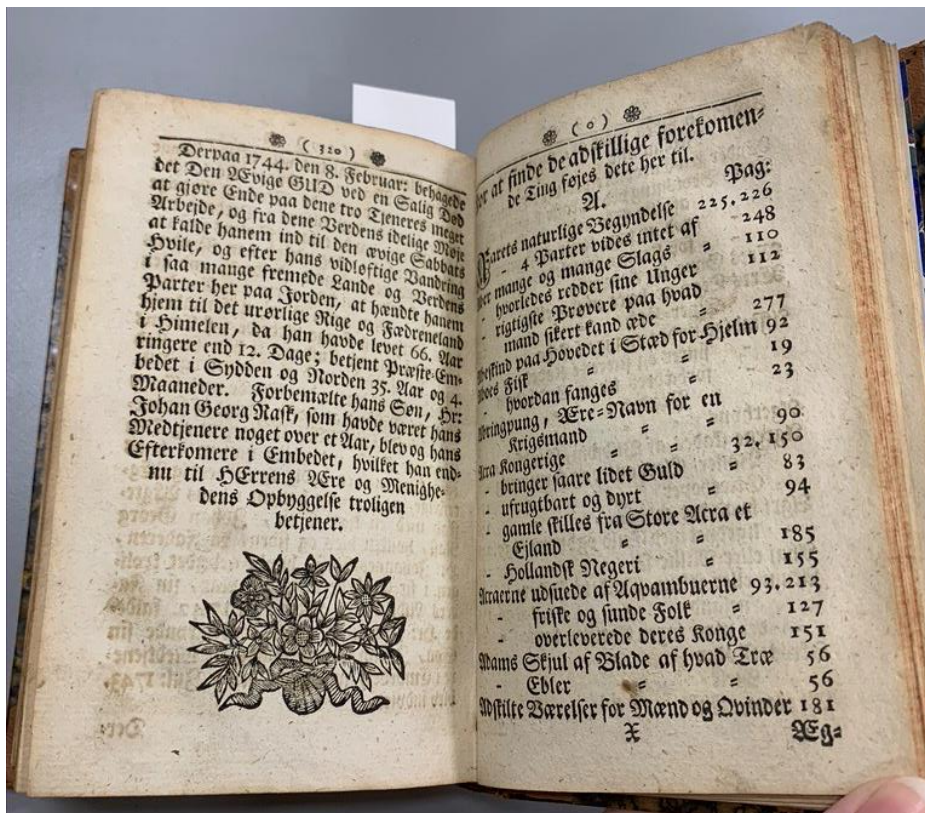 ( 320 )
Derpaa 1744. den 8. Februar: behagede
det Den Ævige GUD ved en Salig Død
at gjøre Ende paa dene tro Tjeneres meget
Arbejde, og fra dene Verdens idelige Møje
at kalde hanem ind til den ævige Sabbats
Hvile, og efter hans vidløftige Vandring
i saa mange fremede Lande og Verdens
Parter her paa Jorden, at hændte hanem
hjem til det urørlige Rige og Fædreneland
i Himelen, da han havde levet 66. Aar
ringere end 12. Dage; betjent Præste-Em-
bedet i Sydden og Norden 35. Aar og 4.
Maaneder. Forbemælte hans Søn, Hr:
Johan Georg Rask, som havde været hans
Medtjenere noget over et Aar, blev og hans
Efterkomere i Embedet, hvilket han end-
nu til HErrens Ære og Menighe-
dens Opbyggelse troligen
betjener.
( 0 )
at finde de adskillige forekomen-
de Ting føjes dete her til.
A. Pag:
Aarets naturlige Begyndelse 225. 226
- 4 Parter vides intet af - 248
mange og mange Slags " 110
- hvorledes redder sine Unger 112
- rigtigste Prøvere paa hvad
mand sikert kand æde " 277
paa Hovedet i Stæd for Hjelm 92
Fisk " " 19
- hvordan fanges " 23
Ære-Navn for en
Krigsmand " " 90
Acra Kongerige " " 32. 150
- bringer saare lidet Guld " 83
- ufrugtbart og dyrt " 94
- gamle skilles fra Store Acra et
Ejland " " 185
- Hollandsk Negeri " 155
Acraerne udsuede af Aqvambuerne 93. 213
- friske og sunde Folk " 127
- overleverede deres Konge 151
Adams Skjul af Blade af hvad Træ 56
- Ebler " " 56
Adskilte Værelser for Mænd og Qvinder 181
X Æg-